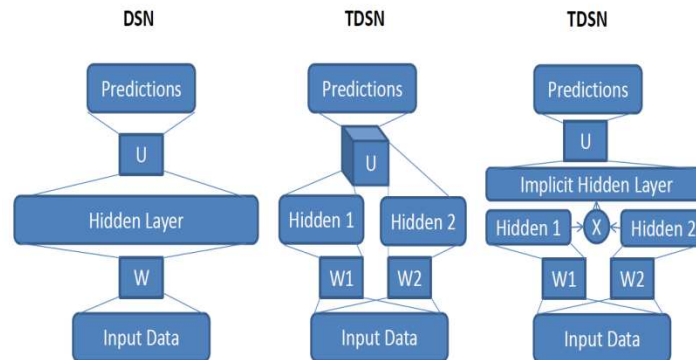 DSN
Predictions
U
Hidden Layer
W
Input Data
TDSN
Predictions
U
Hidden 1 Hidden 2
W1 W2
Input Data
TDSN
Predictions
U
Implicit Hidden Layer
Hidden 1 X Hidden 2
W1 W2
Input Data